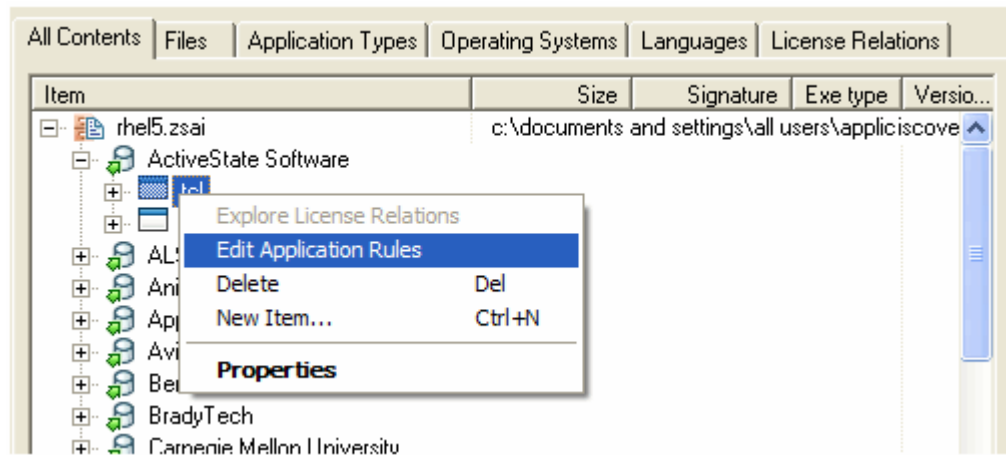 All Contents Files Application Types Operating Systems Languages License Relations
Item Size Signature Exe type Versio...
rhel5.zsai c:\documents and settings\all users\appliciscove
ActiveState Software
tcl
Explore License Relations
Edit Application Rules
Delete Del
New Item... Ctrl+N
Properties
BradyTech
Carnegie Mellon University